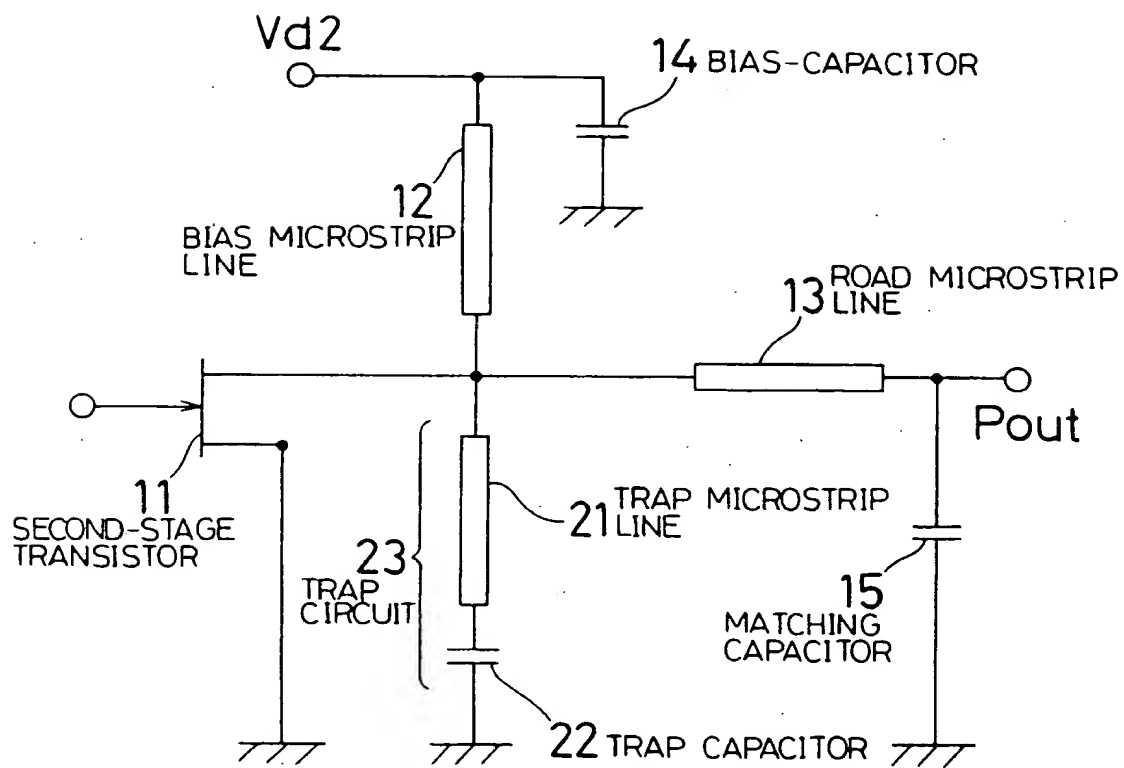 Vd2
14 BIAS-CAPACITOR
12
BIAS MICROSTRIP
LINE
13 ROAD MICROSTRIP
LINE
Pout
11
SECOND-STAGE
TRANSISTOR
21 TRAP MICROSTRIP
LINE
23
TRAP
CIRCUIT
15
MATCHING
CAPACITOR
22 TRAP CAPACITOR